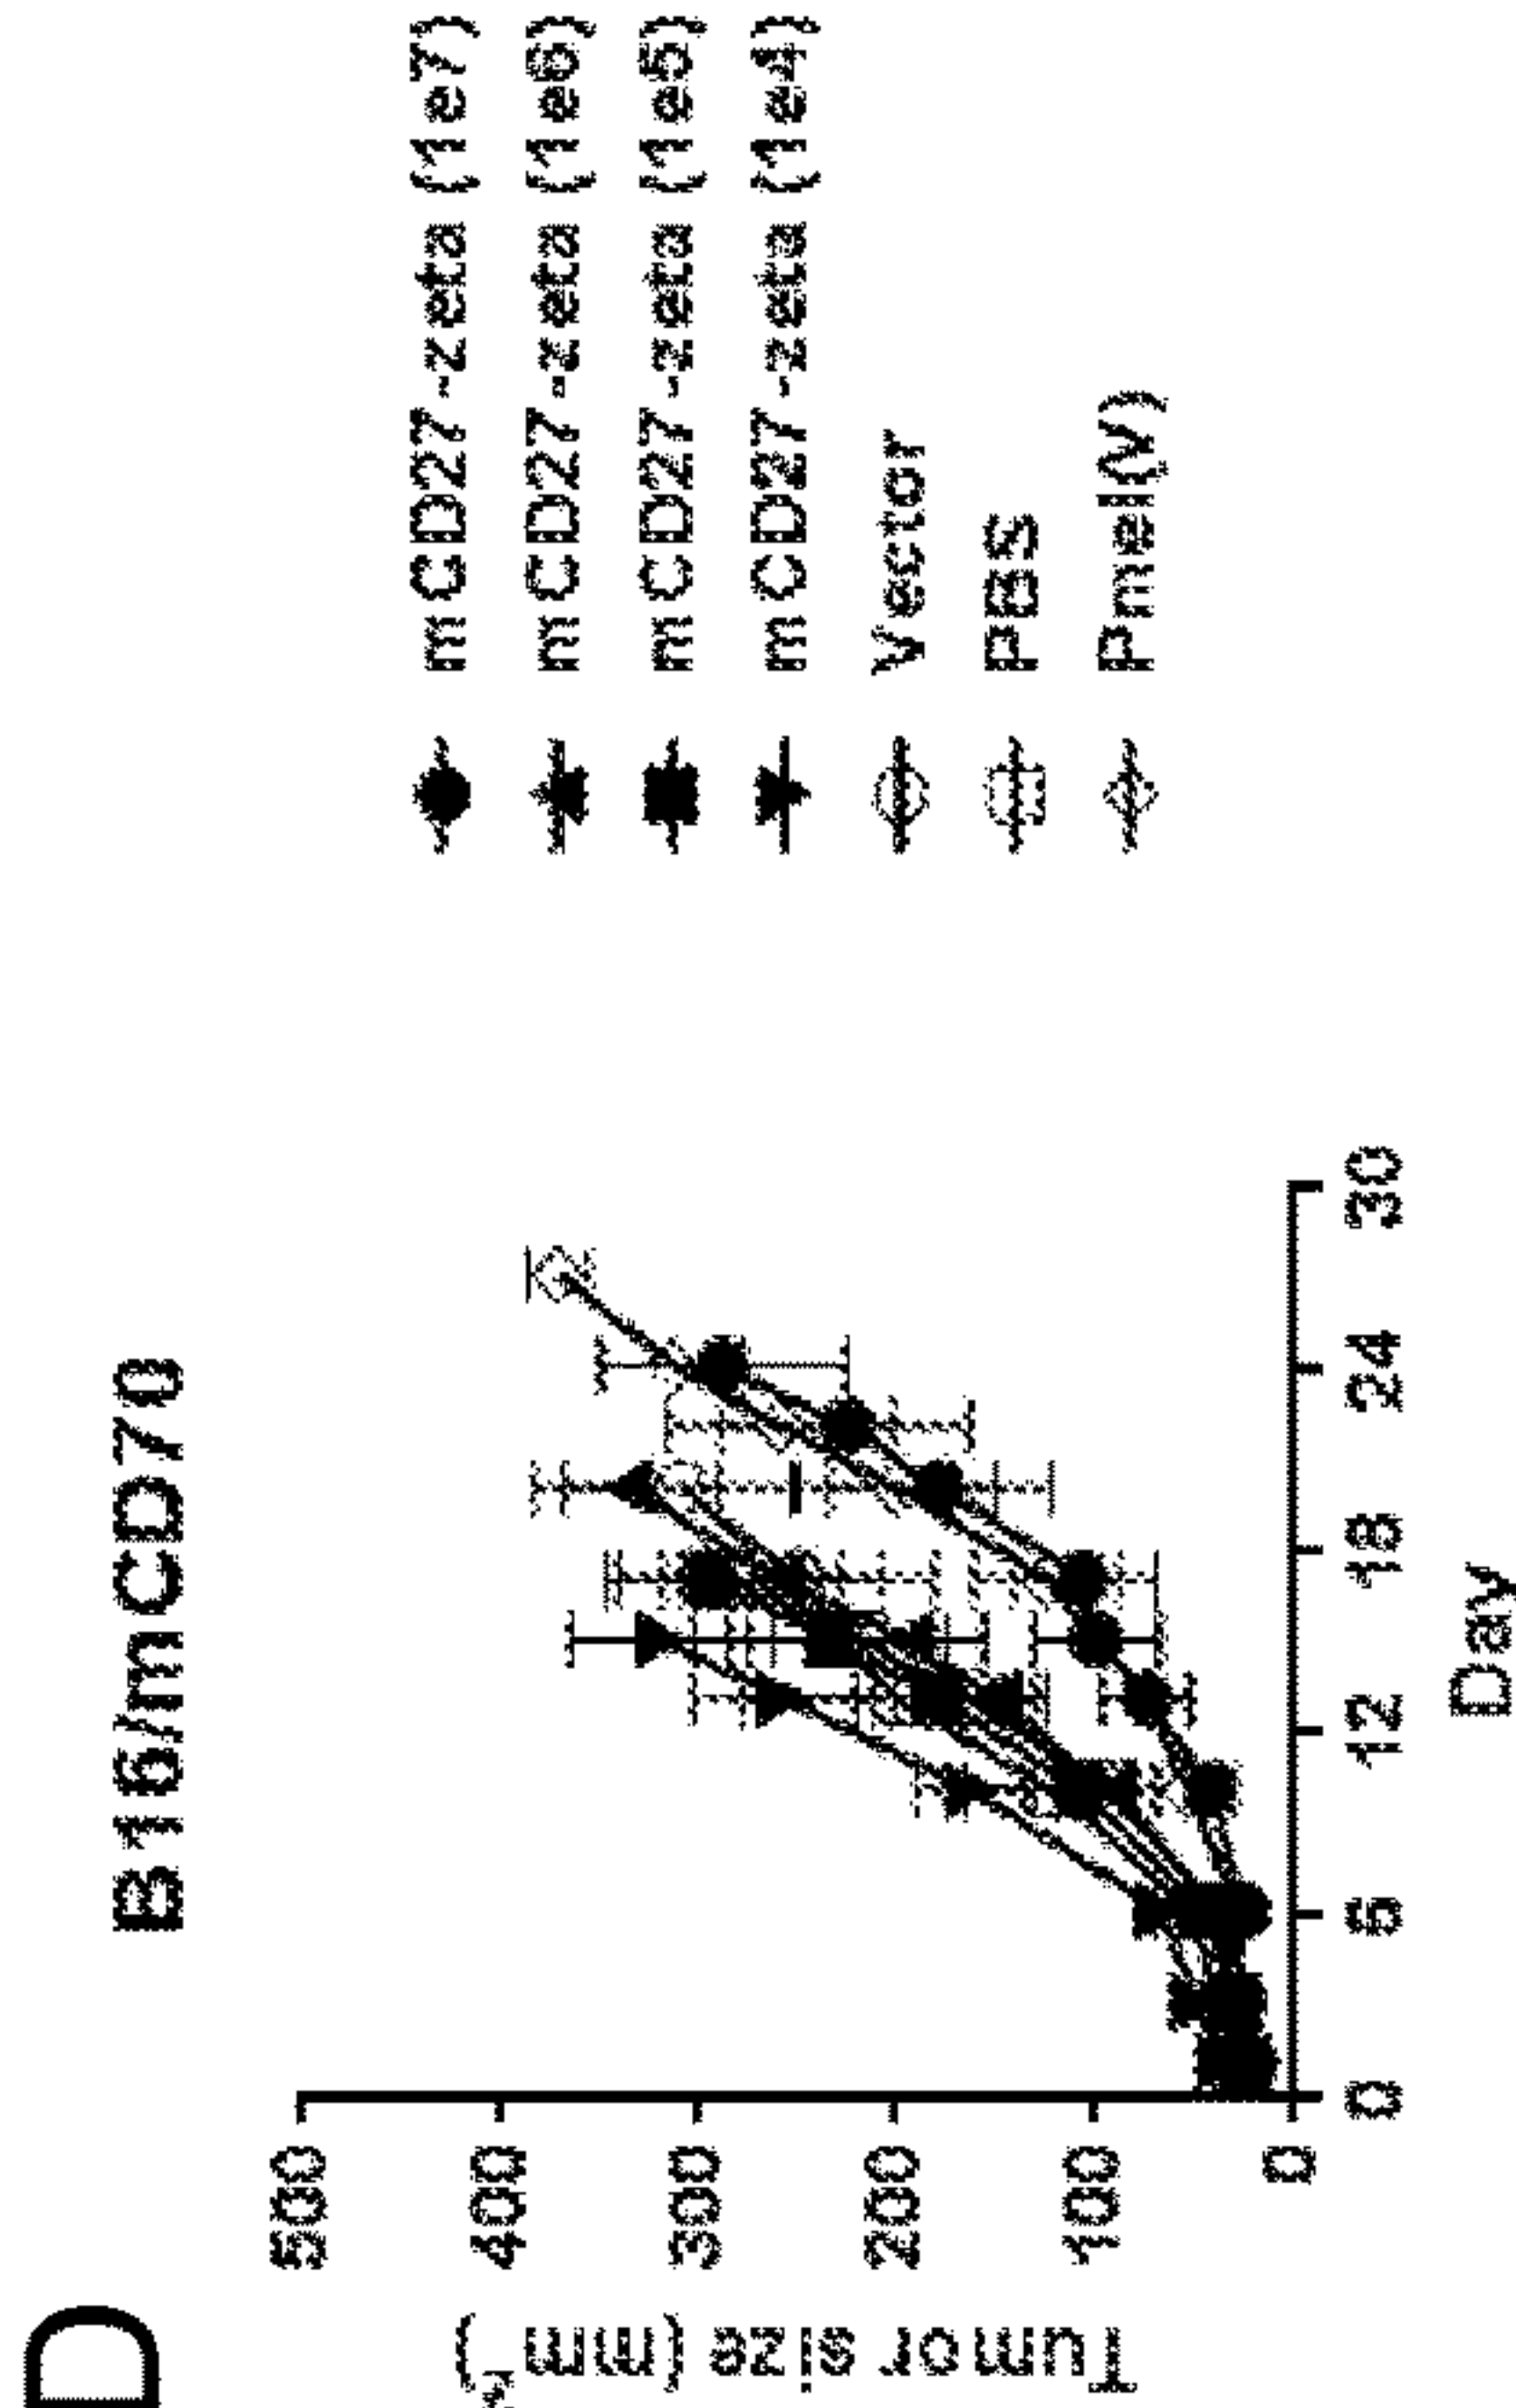 D
B16/mCD70
mCD27-zeta (1e7)
mCD27-zeta (1e6)
mCD27-zeta (1e5)
mCD27-zeta (1e4)
Vector
PBS
Pmel(V)
Tumor size (mm²)
500
400
300
200
100
0
0 6 12 18 24 30
Day